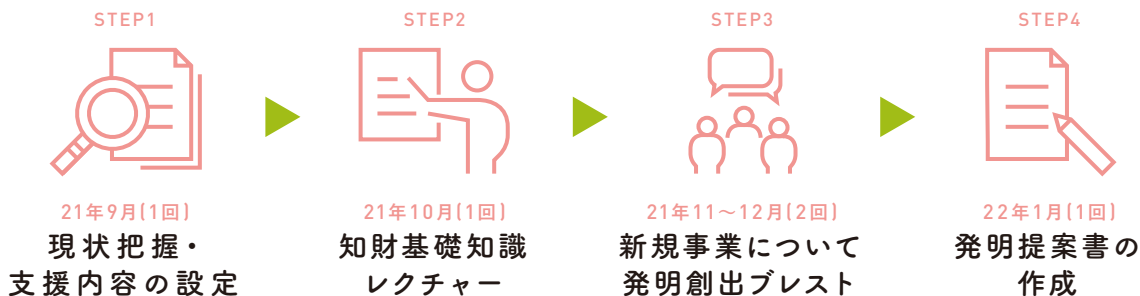 STEP1
21年9月(1回)
現状把握・
支援内容の設定
STEP2
21年10月(1回)
知財基礎知識
レクチャー
STEP3
21年11〜12月(2回)
新規事業について
発明創出ブレスト
STEP4
22年1月(1回)
発明提案書の
作成